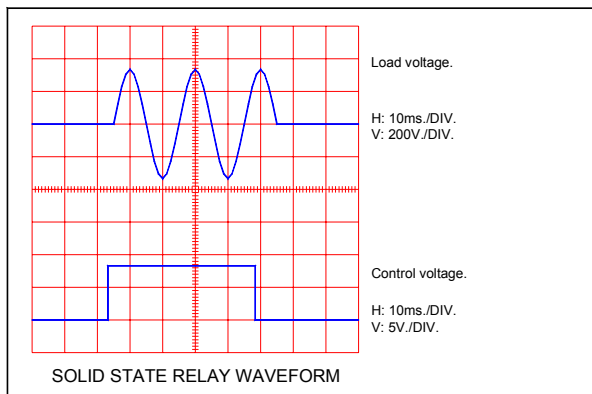 Load voltage.
H: 10ms./DIV.
V: 200V./DIV.
Control voltage.
H: 10ms./DIV.
V: 5V./DIV.
SOLID STATE RELAY WAVEFORM